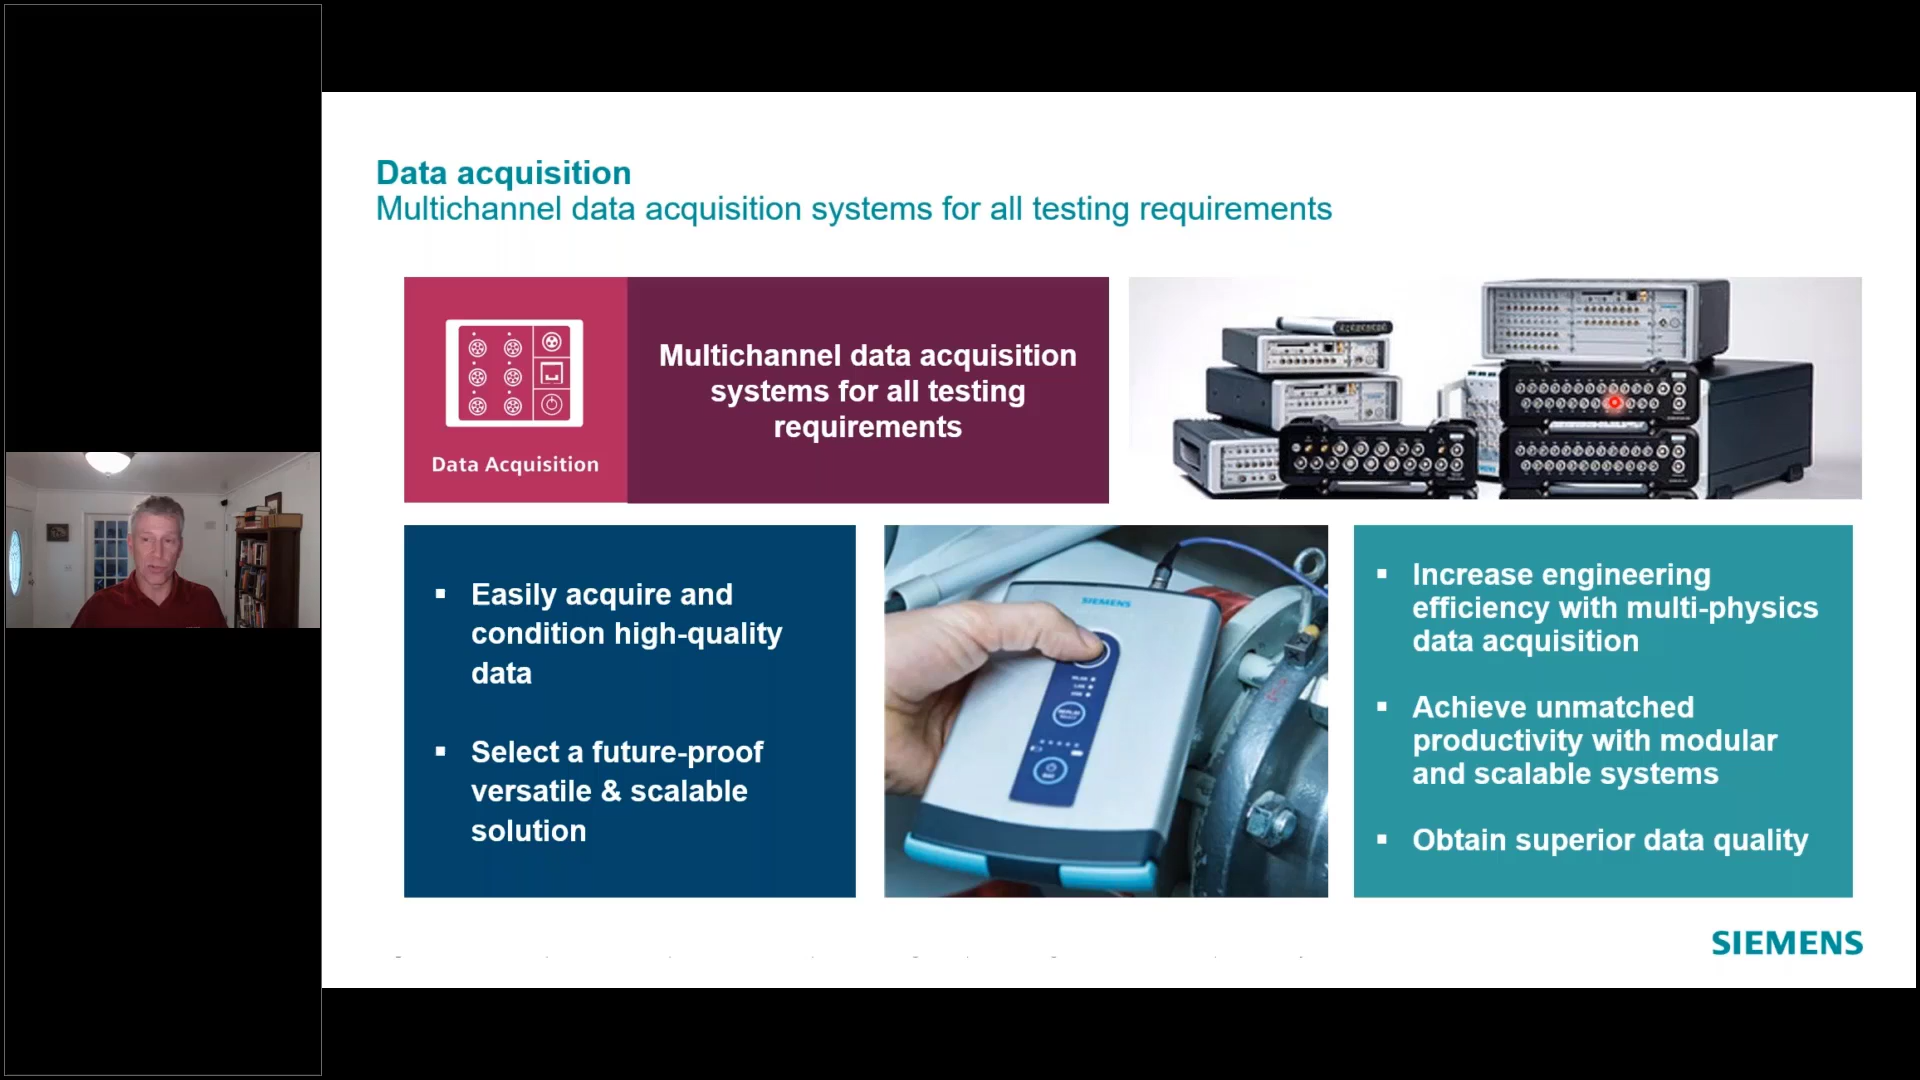 Data acquisition
Multichannel data acquisition systems for all testing requirements
Data Acquisition
Multichannel data acquisition
systems for all testing
requirements
Easily acquire and
condition high-quality
data
Select a future-proof
versatile & scalable
solution
SIEMENS
Increase engineering
efficiency with multi-physics
data acquisition
Achieve unmatched
productivity with modular
and scalable systems
Obtain superior data quality
SIEMENS